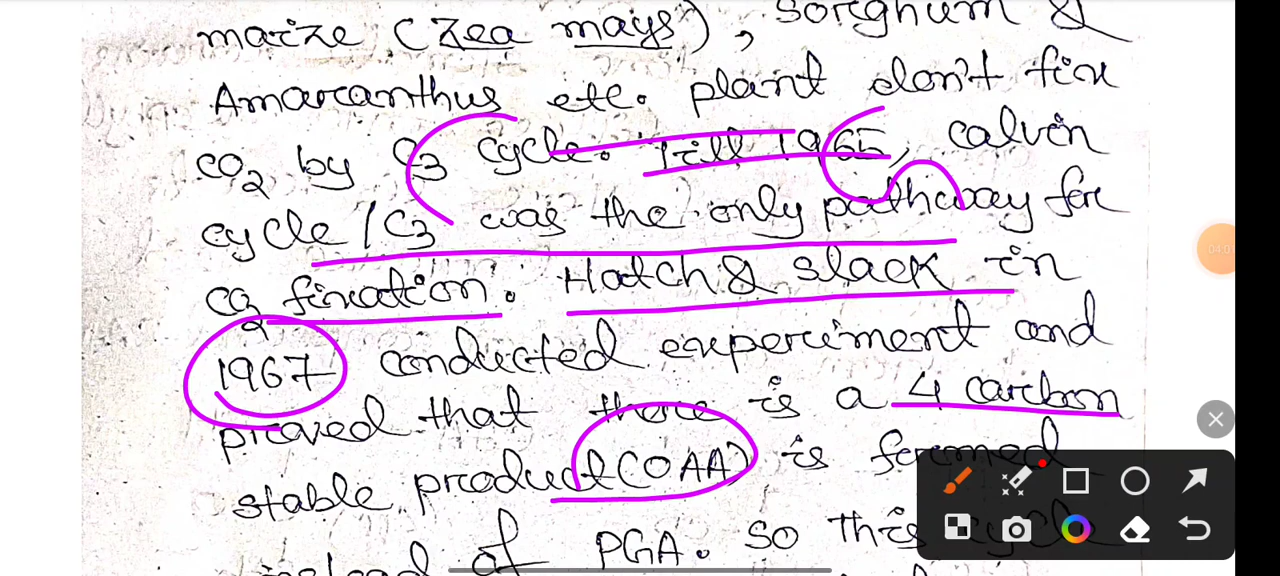 maize (Zea mays), Sorghum &
Amaranthus etc. plant don't fix
CO2 by C3 cycle. Till 1965, calvin
cycle / C3 was the only pathway for
CO2 fixation. Hatch & slack in
1967 conducted experiment and
proved that there is a 4 carbon
stable product (OAA) is formed
instead of PGA. So this cycle